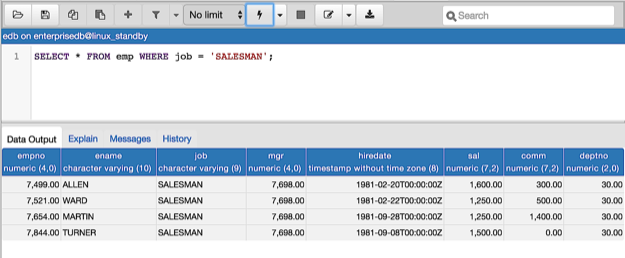 No limit
Search
edb on enterprisedb@linux_standby
1 SELECT * FROM emp WHERE job = 'SALESMAN';
Data Output Explain Messages History
empno ename job mgr hiredate sal comm deptno
numeric (4,0) character varying (10) character varying (9) numeric (4,0) timestamp without time zone (8) numeric (7,2) numeric (7,2) numeric (2,0)
7,499.00 ALLEN SALESMAN 7,698.00 1981-02-20T00:00:00Z 1,600.00 300.00 30.00
7,521.00 WARD SALESMAN 7,698.00 1981-02-22T00:00:00Z 1,250.00 500.00 30.00
7,654.00 MARTIN SALESMAN 7,698.00 1981-09-28T00:00:00Z 1,250.00 1,400.00 30.00
7,844.00 TURNER SALESMAN 7,698.00 1981-09-08T00:00:00Z 1,500.00 0.00 30.00